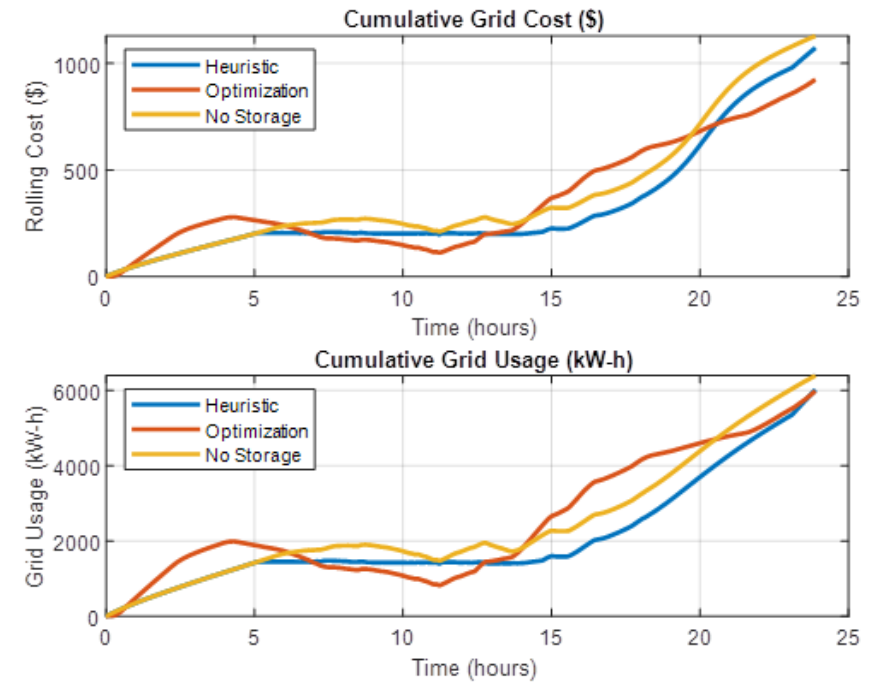 Cumulative Grid Cost ($)
Rolling Cost ($)
1000
500
0
Heuristic
Optimization
No Storage
0 5 10 15 20 25
Time (hours)
Cumulative Grid Usage (kW-h)
Grid Usage (kW-h)
6000
4000
2000
0
Heuristic
Optimization
No Storage
0 5 10 15 20 25
Time (hours)